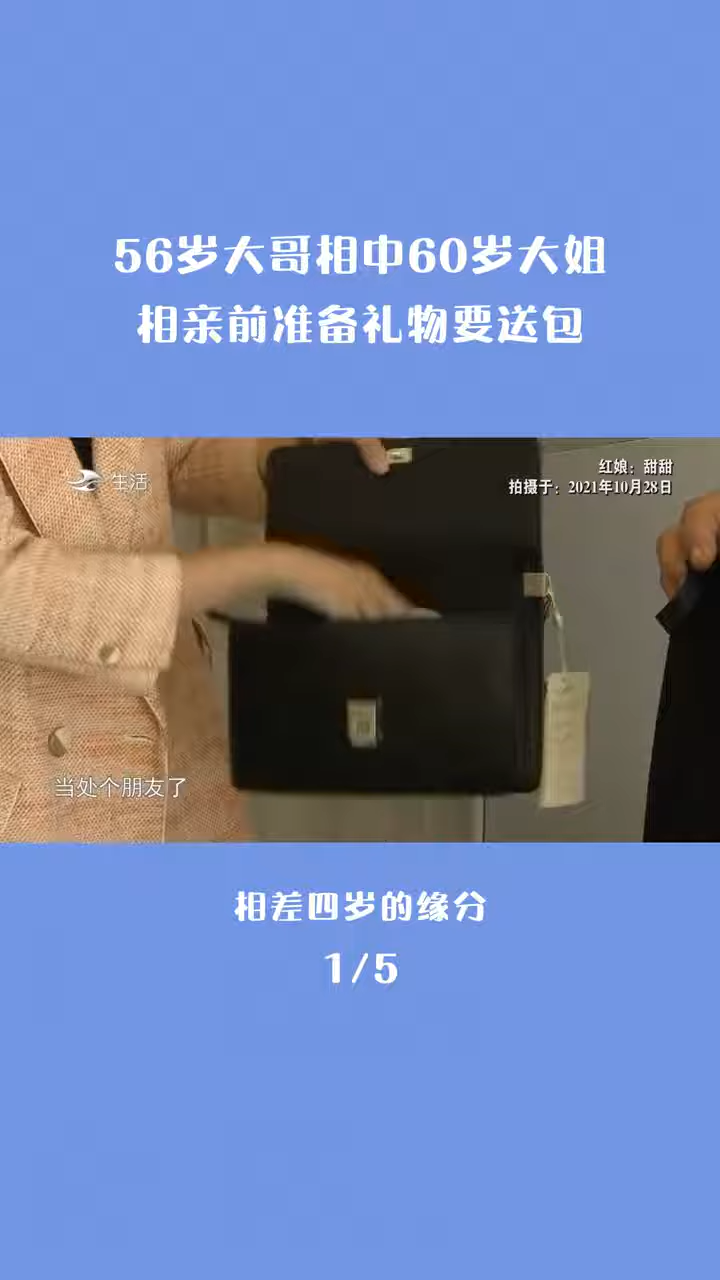 56岁大哥相中60岁大姐
相亲前准备礼物要送包
生活
红娘：甜甜
拍摄于：2021年10月28日
当处个朋友了
相差四岁的缘分
1/5